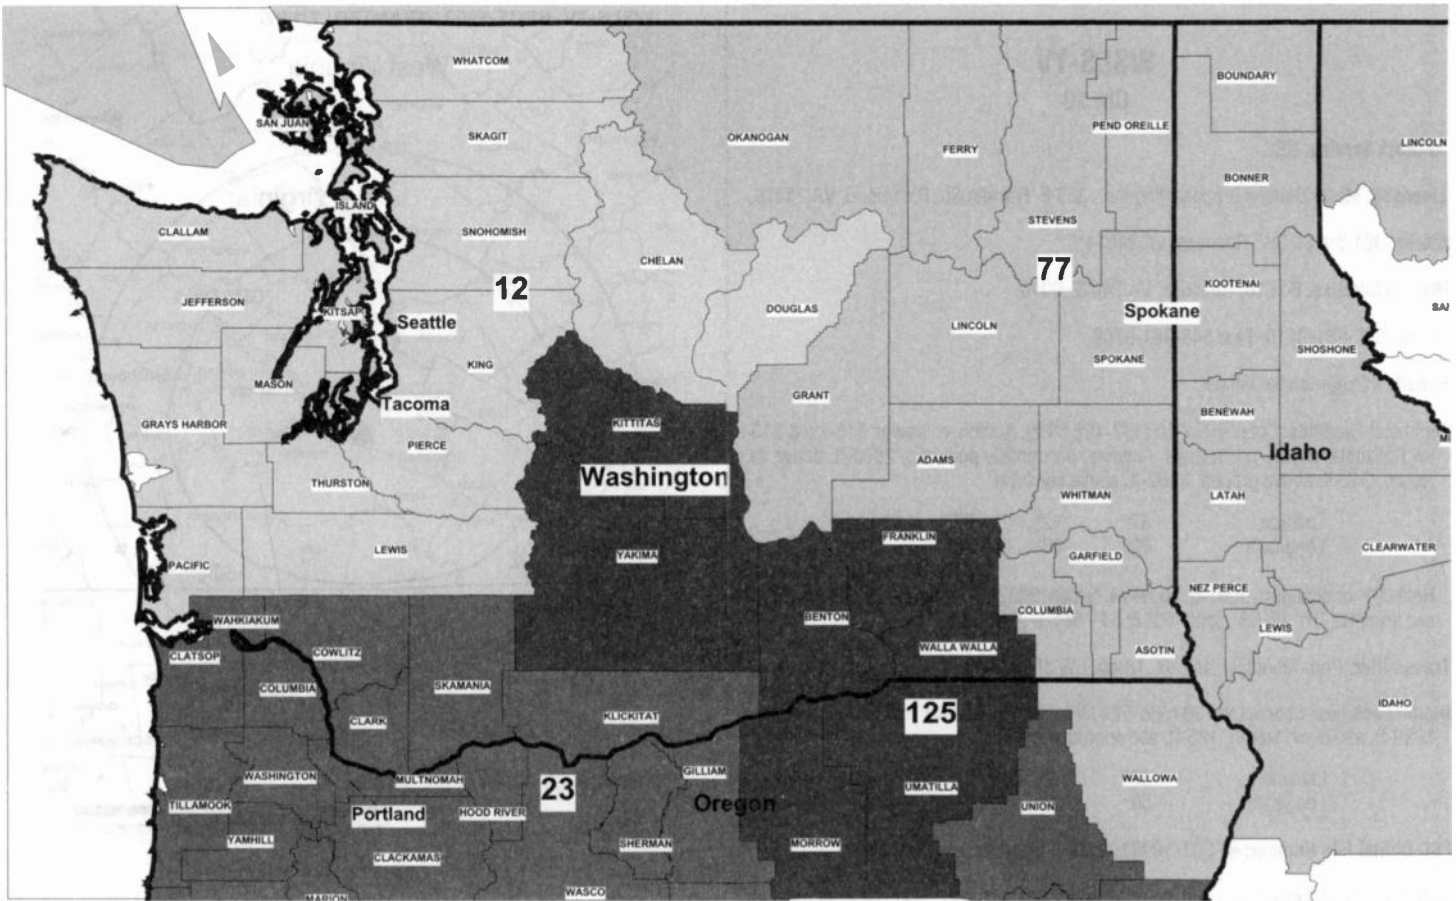 WHATCOM
BOUNDARY
SAN JUAN
SKAGIT
OKANOGAN
FERRY
PEND OREILLE
LINCOLN
BONNER
ISLAND
CLALLAM
SNOHOMISH
STEVENS
CHELAN
12
77
JEFFERSON
KITSAP
Seattle
DOUGLAS
LINCOLN
Spokane
KOOTENAI
KING
SPOKANE
SHOSHONE
MASON
Tacoma
GRANT
BENEWAH
GRAYS HARBOR
PIERCE
KITTITAS
ADAMS
Idaho
THURSTON
Washington
WHITMAN
LATAH
PACIFIC
LEWIS
YAKIMA
FRANKLIN
GARFIELD
CLEARWATER
NEZ PERCE
WAHKIAKUM
BENTON
COLUMBIA
LEWIS
CLATSOP
COWLITZ
WALLA WALLA
ASOTIN
COLUMBIA
SKAMANIA
IDAHO
CLARK
KLICKITAT
125
WASHINGTON
MULTNOMAH
GILLIAM
WALLOWA
TILLAMOOK
Portland
HOOD RIVER
23
Oregon
UMATILLA
UNION
YAMHILL
CLACKAMAS
SHERMAN
MORROW
MARION
WASCO